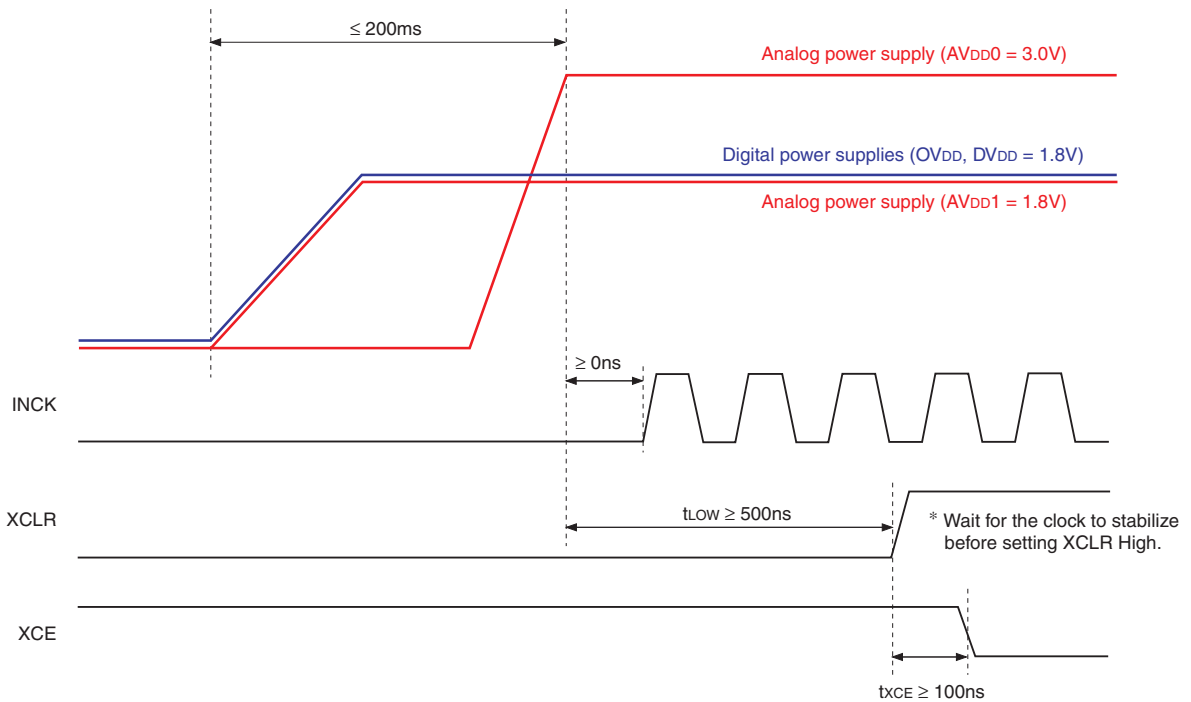 ≤ 200ms
Analog power supply (AVDD0 = 3.0V)
Digital power supplies (OVDD, DVDD = 1.8V)
Analog power supply (AVDD1 = 1.8V)
≥ 0ns
INCK
XCLR
tLOW ≥ 500ns
* Wait for the clock to stabilize
before setting XCLR High.
XCE
tXCE ≥ 100ns